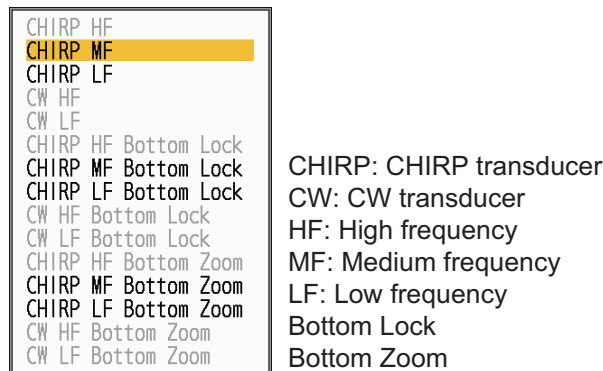 CHIRP HF
CHIRP MF
CHIRP LF
CW HF
CW LF
CHIRP HF Bottom Lock
CHIRP MF Bottom Lock
CHIRP LF Bottom Lock
CW HF Bottom Lock
CW LF Bottom Lock
CHIRP HF Bottom Zoom
CHIRP MF Bottom Zoom
CHIRP LF Bottom Zoom
CW HF Bottom Zoom
CW LF Bottom Zoom
CHIRP: CHIRP transducer
CW: CW transducer
HF: High frequency
MF: Medium frequency
LF: Low frequency
Bottom Lock
Bottom Zoom